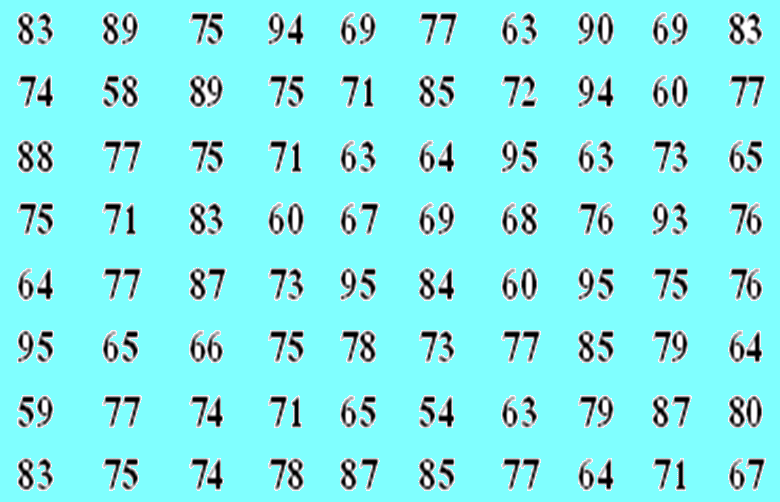 83 89 75 94 69 77 63 90 69 83
74 58 89 75 71 85 72 94 60 77
88 77 75 71 63 64 95 63 73 65
75 71 83 60 67 69 68 76 93 76
64 77 87 73 95 84 60 95 75 76
95 65 66 75 78 73 77 85 79 64
59 77 74 71 65 54 63 79 87 80
83 75 74 78 87 85 77 64 71 67